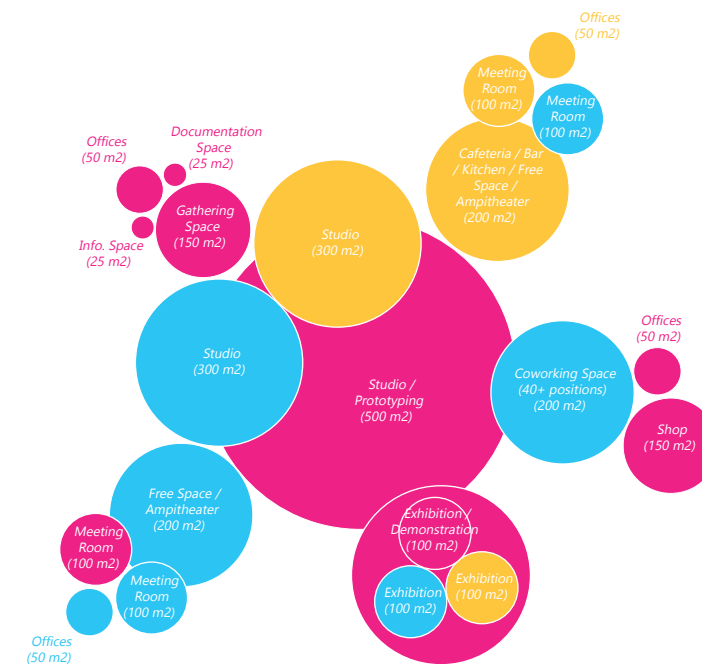 Offices
(50 m2)
Meeting
Room
(100 m2)
Meeting
Room
(100 m2)
Cafeteria / Bar
/ Kitchen / Free
Space /
Ampitheater
(200 m2)
Documentation
Space
(25 m2)
Offices
(50 m2)
Gathering
Space
(150 m2)
Info. Space
(25 m2)
Studio
(300 m2)
Studio
(300 m2)
Studio /
Prototyping
(500 m2)
Offices
(50 m2)
Coworking Space
(40+ positions)
(200 m2)
Shop
(150 m2)
Free Space /
Ampitheater
(200 m2)
Meeting
Room
(100 m2)
Meeting
Room
(100 m2)
Offices
(50 m2)
Exhibition /
Demonstration
(100 m2)
Exhibition
(100 m2)
Exhibition
(100 m2)